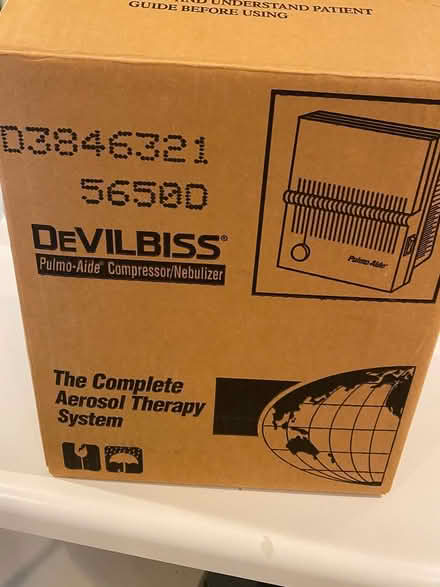 AND UNDERSTAND PATIENT
GUIDE BEFORE USING
D3846321
5650D
DEVILBISS®
Pulmo-Aide® Compressor/Nebulizer
Pulmo-Aide®
The Complete
Aerosol Therapy
System